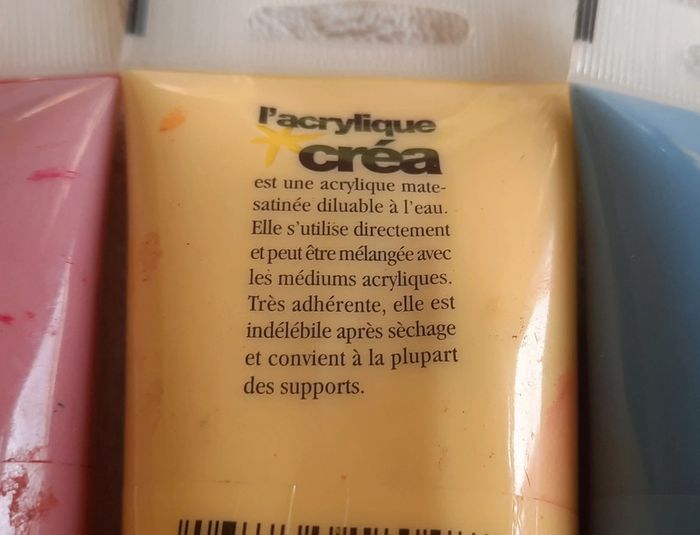 l'acrylique
créa
est une acrylique mate-
satinée diluable à l'eau.
Elle s'utilise directement
et peut être mélangée avec
les médiums acryliques.
Très adhérente, elle est
indélébile après sèchage
et convient à la plupart
des supports.